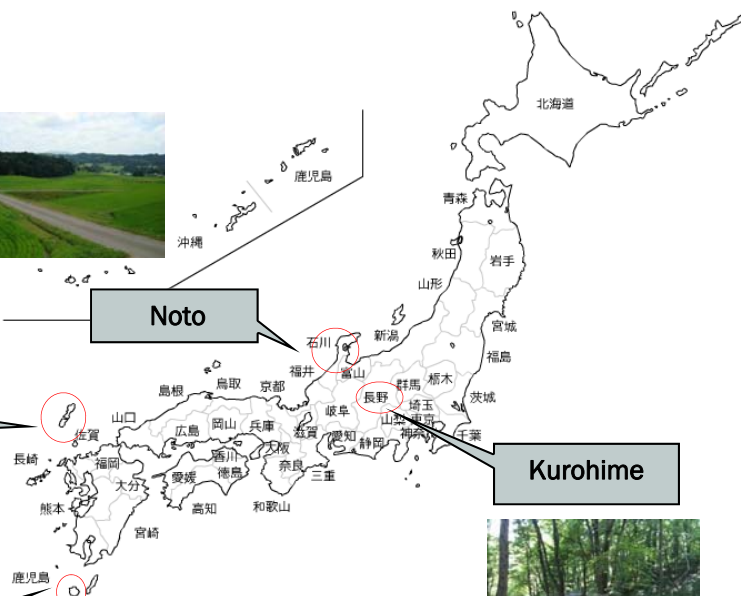 北海道
鹿児島
沖縄
青森
秋田
岩手
山形
宮城
Noto
石川
新潟
福島
福井
富山
群馬
栃木
島根
鳥取
京都
長野
茨城
岐阜
埼玉
山口
広島
岡山
兵庫
滋賀
愛知
静岡
山梨
東京
神奈川
千葉
佐賀
長崎
福岡
大分
愛媛
香川
徳島
大阪
奈良
三重
Kurohime
熊本
高知
和歌山
宮崎
鹿児島